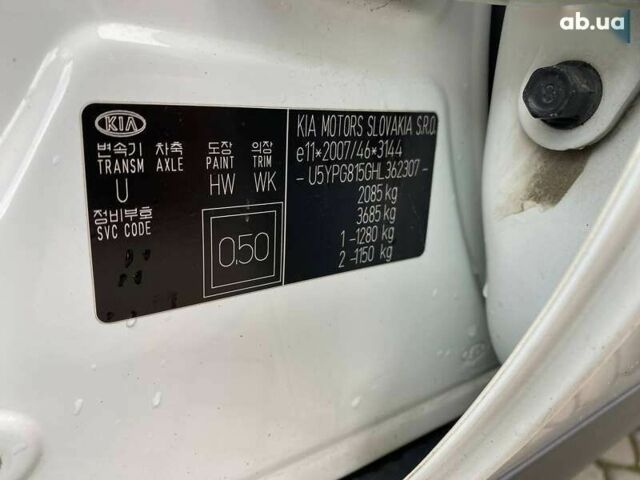 ab.ua
KIA
변속기 차축 도장 의장
TRANSM AXLE PAINT TRIM
U HW WK
정비부호
SVC CODE
0.50
KIA MOTORS SLOVAKIA S.R.O.
e11*2007/46*3144
- U5YPG815GHL362307 -
2085 kg
3685 kg
1 -1280 kg
2 -1150 kg